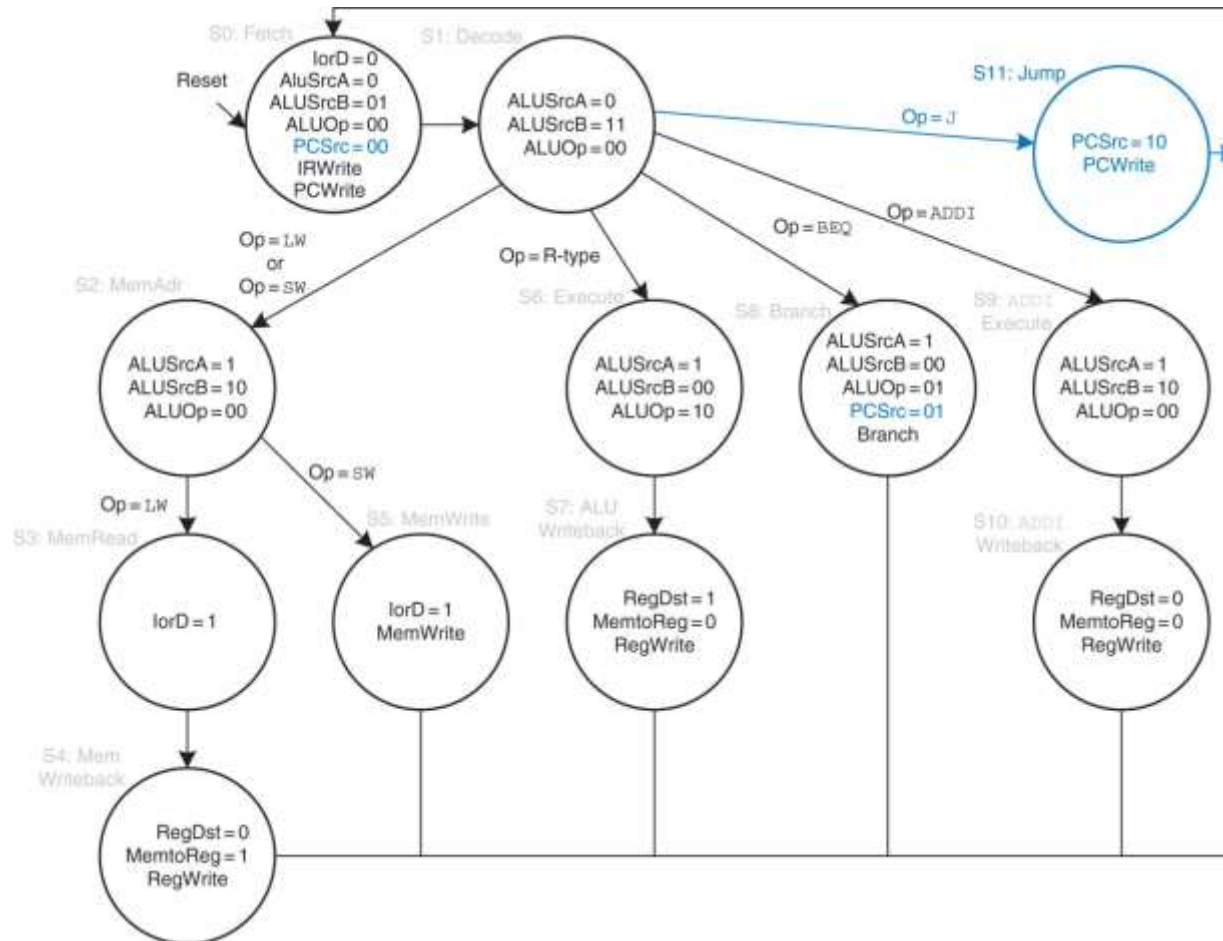 S0: Fetch
IorD = 0
AluSrcA = 0
ALUSrcB = 01
ALUOp = 00
PCSrc = 00
IRWrite
PCWrite
Reset
S1: Decode
ALUSrcA = 0
ALUSrcB = 11
ALUOp = 00
S11: Jump
Op = J
PCSrc = 10
PCWrite
Op = LW
or
Op = SW
Op = R-type
Op = BEQ
Op = ADDI
S2: MemAdr
ALUSrcA = 1
ALUSrcB = 10
ALUOp = 00
S6: Execute
ALUSrcA = 1
ALUSrcB = 00
ALUOp = 10
S8: Branch
ALUSrcA = 1
ALUSrcB = 00
ALUOp = 01
PCSrc = 01
Branch
S9: ADDI
Execute
ALUSrcA = 1
ALUSrcB = 10
ALUOp = 00
Op = LW
Op = SW
S3: MemRead
IorD = 1
S5: MemWrite
IorD = 1
MemWrite
S7: ALU
Writeback
RegDst = 1
MemtoReg = 0
RegWrite
S10: ADDI
Writeback
RegDst = 0
MemtoReg = 0
RegWrite
S4: Mem
Writeback
RegDst = 0
MemtoReg = 1
RegWrite